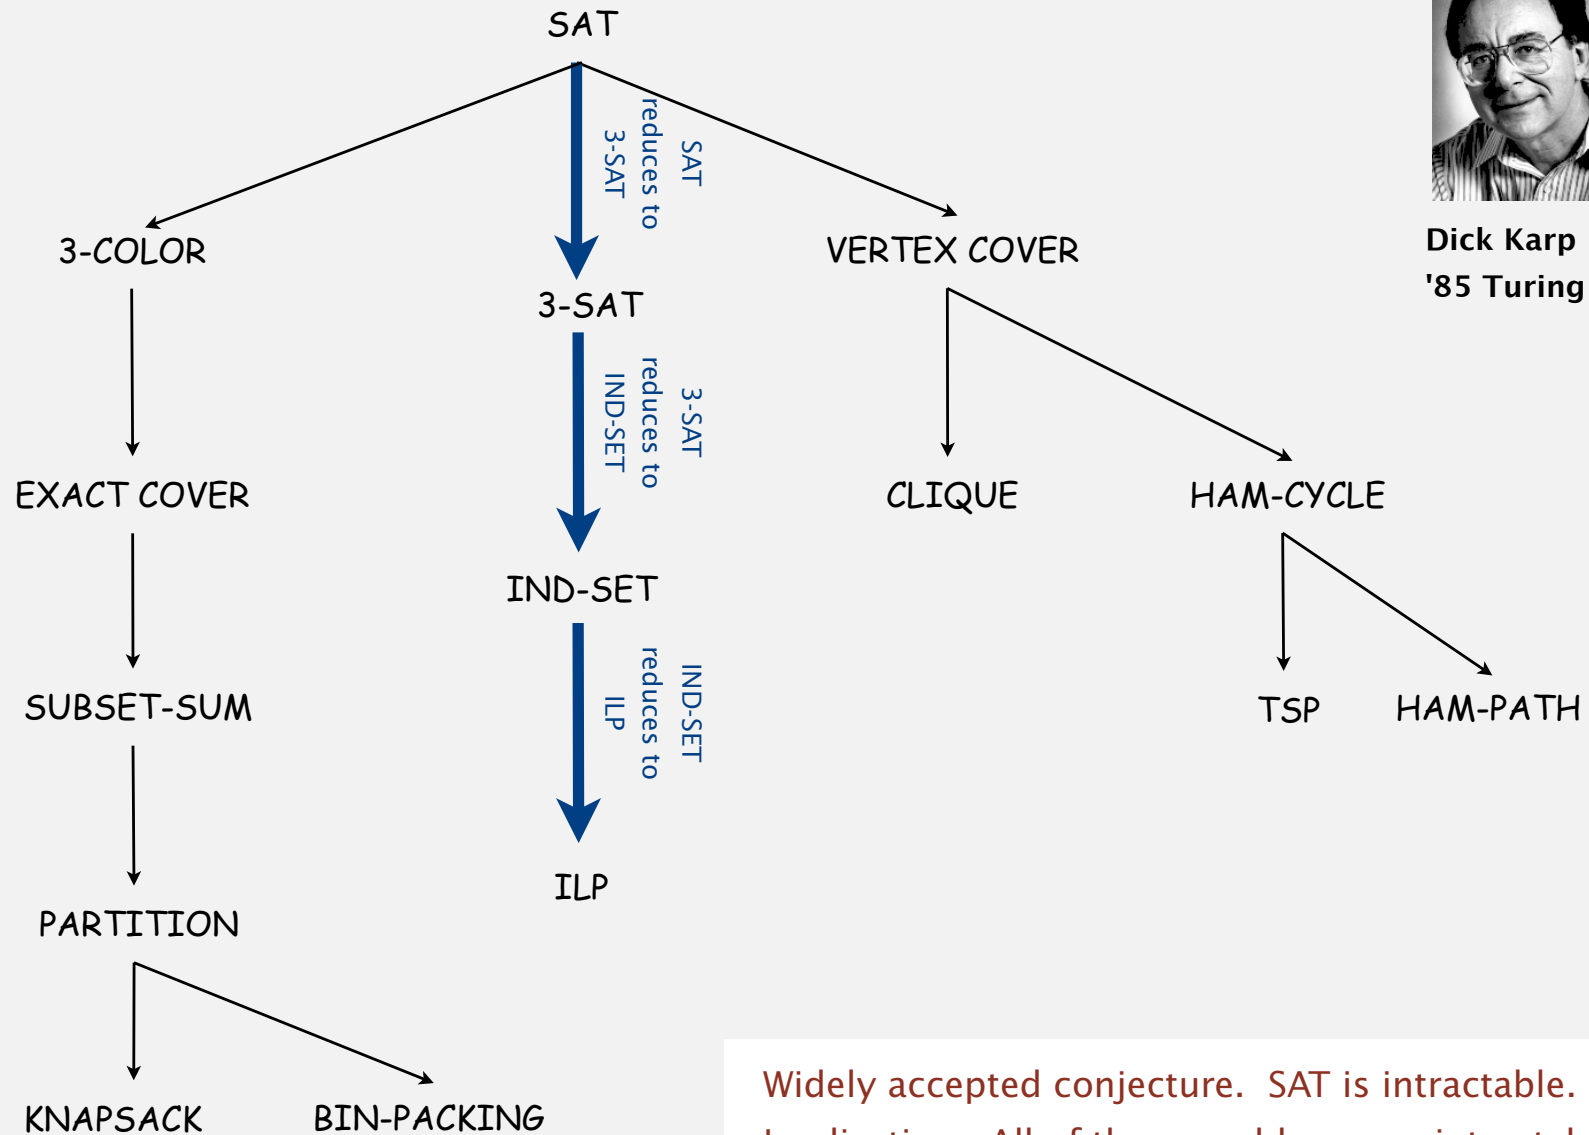 SAT
SAT
reduces to
3-SAT
3-COLOR
VERTEX COVER
Dick Karp
'85 Turing
3-SAT
3-SAT
reduces to
IND-SET
EXACT COVER
CLIQUE
HAM-CYCLE
IND-SET
IND-SET
reduces to
ILP
SUBSET-SUM
TSP
HAM-PATH
ILP
PARTITION
KNAPSACK
BIN-PACKING
Widely accepted conjecture. SAT is intractable.